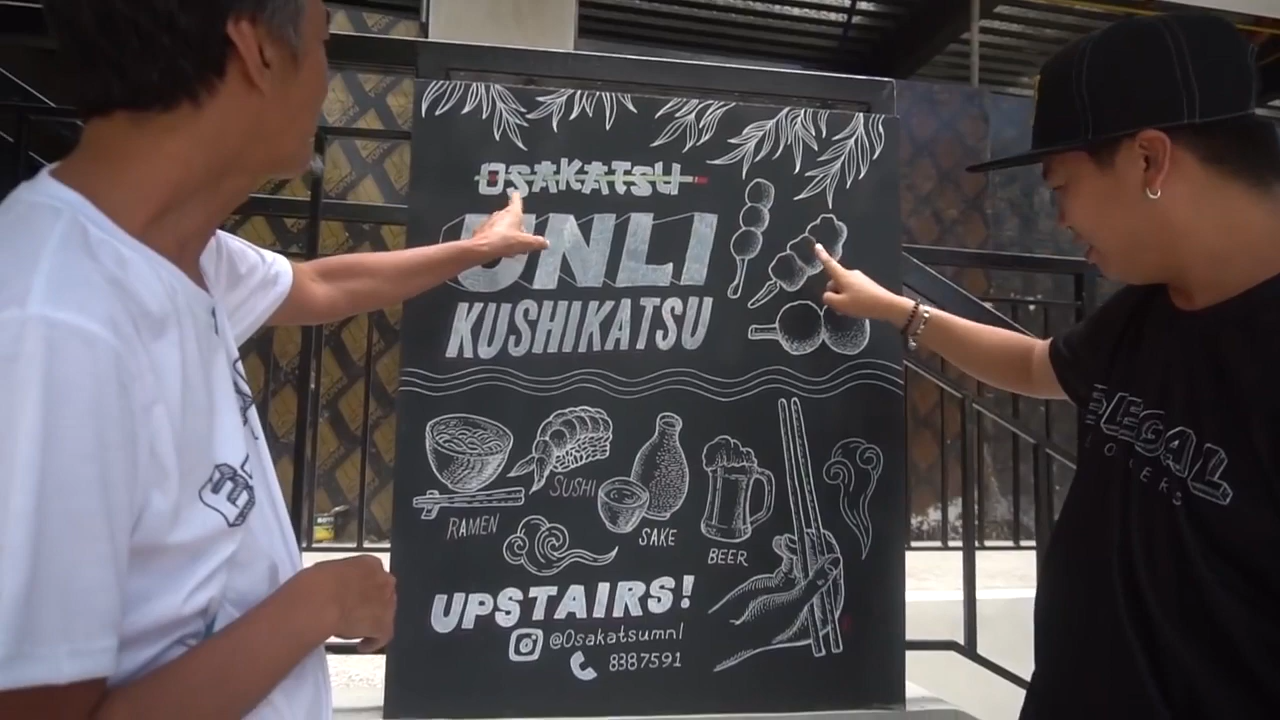 OSAKATSU
UNLI
KUSHIKATSU
RAMEN
SUSHI
SAKE
BEER
UPSTAIRS!
@Osakatsumnl
8387591